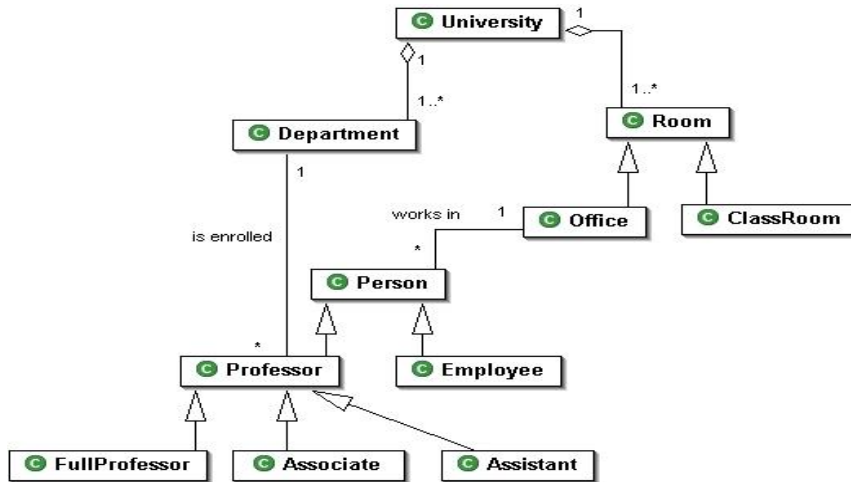 C University
1
1
1..*
1..*
C Department
C Room
1
works in
1
C Office
C ClassRoom
is enrolled
*
C Person
*
C Professor
C Employee
C FullProfessor
C Associate
C Assistant